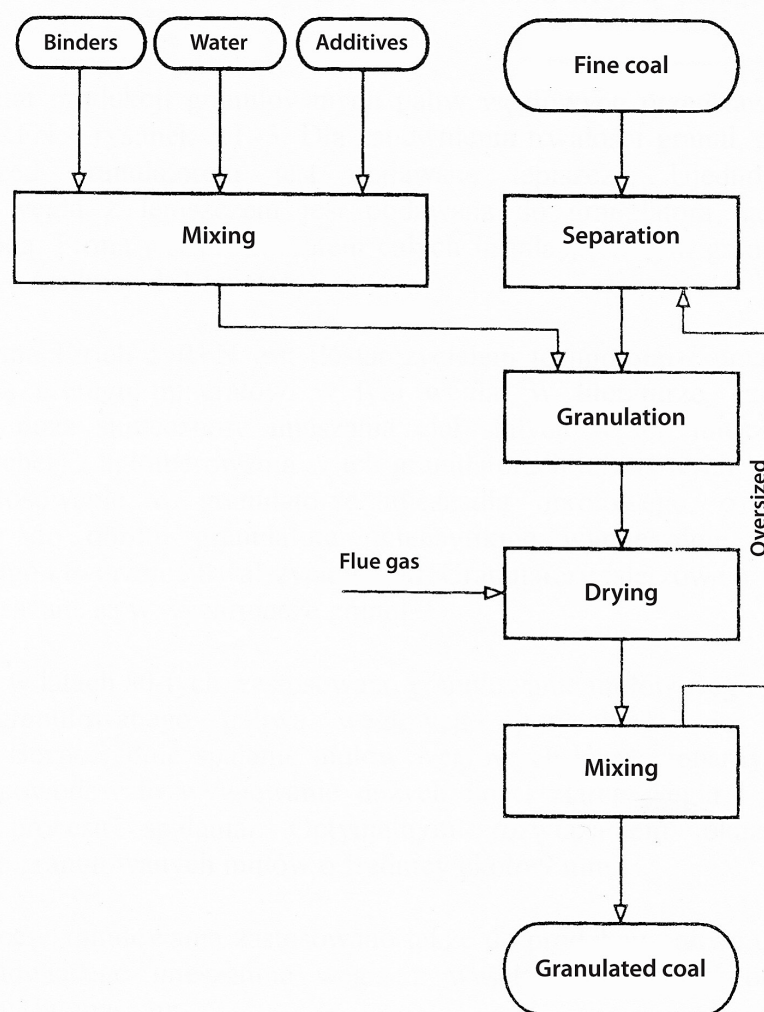 Binders
Water
Additives
Fine coal
Mixing
Separation
Granulation
Oversized
Flue gas
Drying
Mixing
Granulated coal